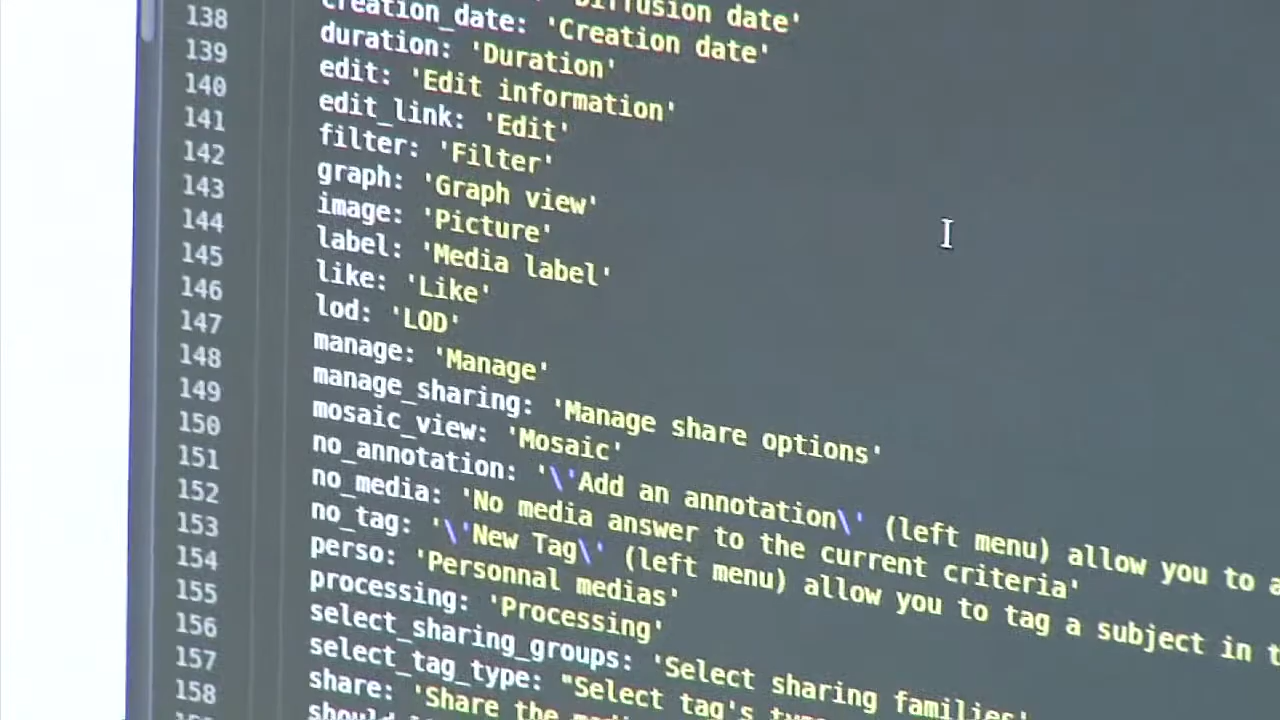 Diffusion date'
creation_date: 'Creation date'
138 duration: 'Duration'
139 edit: 'Edit information'
140 edit_link: 'Edit'
141 filter: 'Filter'
142 graph: 'Graph view'
143 image: 'Picture'
144 label: 'Media label'
145 like: 'Like'
146 lod: 'LOD'
147 manage: 'Manage'
148 manage_sharing: 'Manage share options'
149 mosaic_view: 'Mosaic'
150 no_annotation: '\'Add an annotation\' (left menu) allow you to
151 no_media: 'No media answer to the current criteria'
152 no_tag: '\'New Tag\' (left menu) allow you to tag a subject in
153 perso: 'Personnal medias'
154 processing: 'Processing'
155 select_sharing_groups: 'Select sharing families'
156 select_tag_type: "Select tag's
157 share: 'Share the
158 should